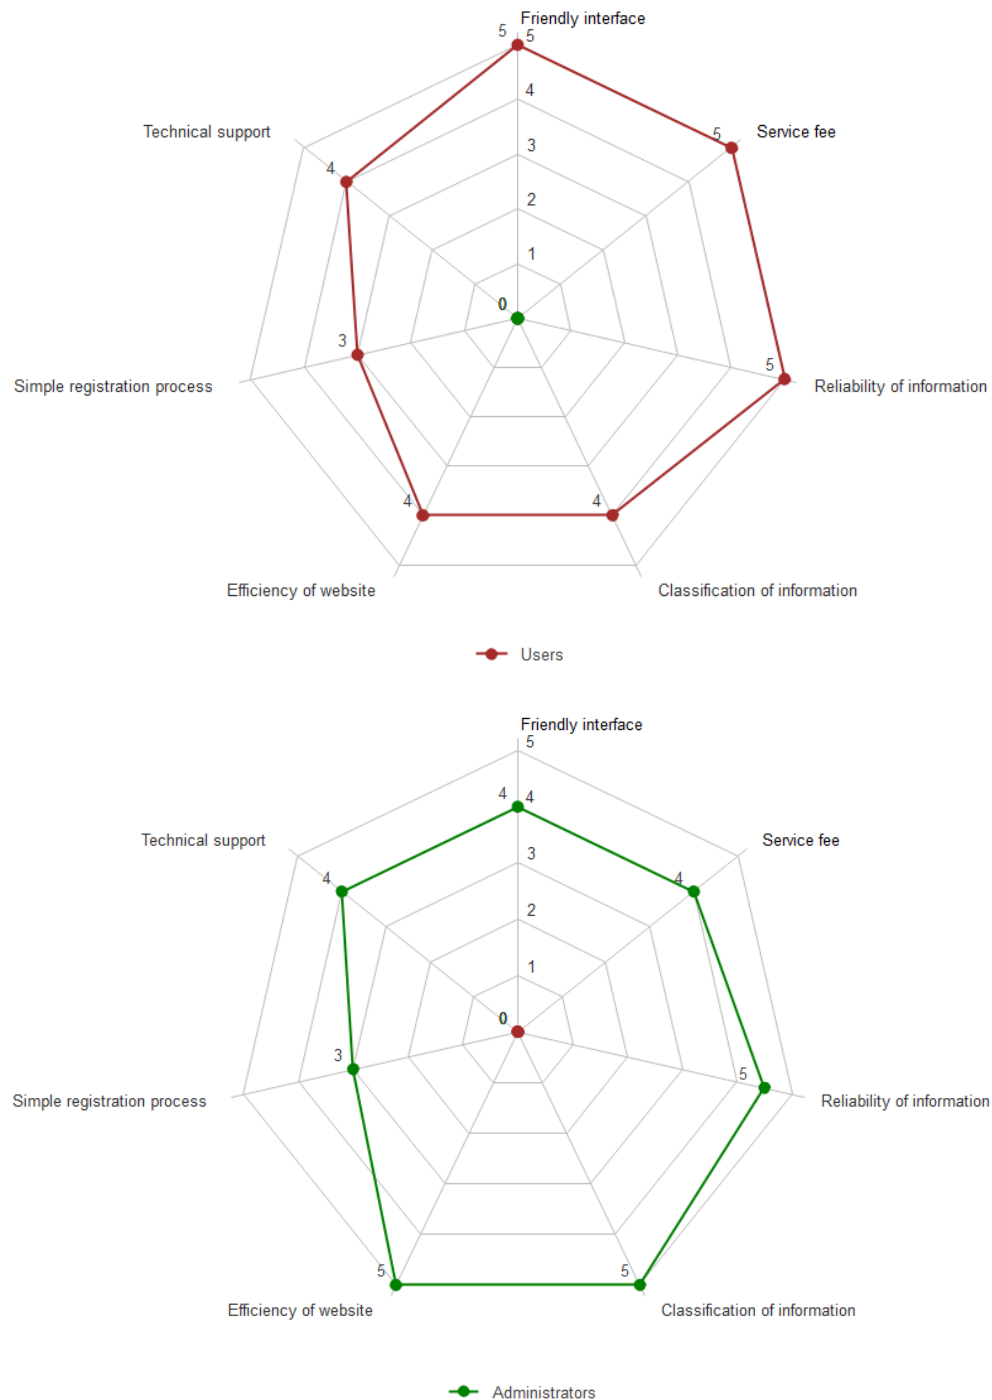 Friendly interface
5 5
Technical support
5 Service fee
4
4
3
2
1
0
3
5
Simple registration process
Reliability of information
4
4
Efficiency of website
Classification of information
Users
Friendly interface
5
4 4
Technical support
Service fee
4
4
3
2
1
0
3
5
Simple registration process
Reliability of information
5
5
Efficiency of website
Classification of information
Administrators